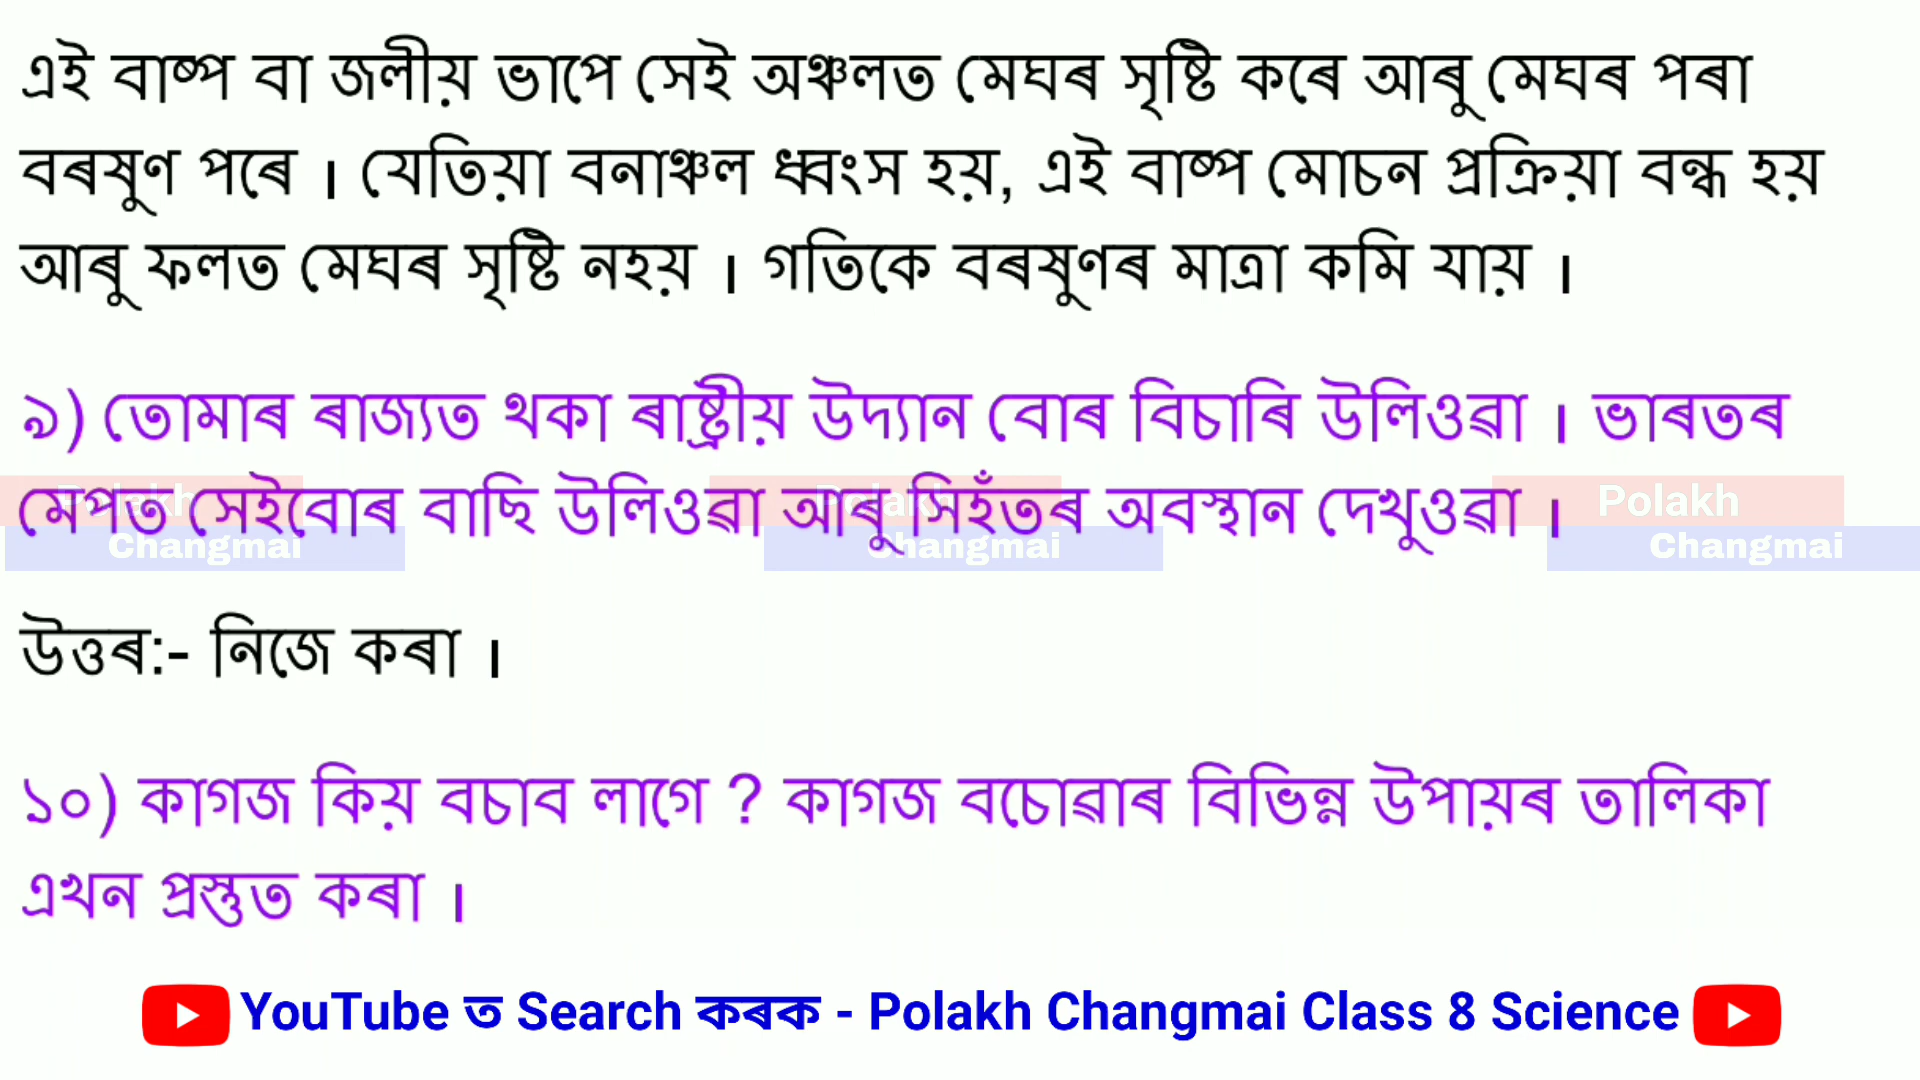 এই বাষ্প বা জলীয় ভাপে সেই অঞ্চলত মেঘৰ সৃষ্টি কৰে আৰু মেঘৰ পৰা
বৰষুণ পৰে । যেতিয়া বনাঞ্চল ধ্বংস হয়, এই বাষ্প মোচন প্ৰক্ৰিয়া বন্ধ হয়
আৰু ফলত মেঘৰ সৃষ্টি নহয় । গতিকে বৰষুণৰ মাত্ৰা কমি যায় ।
৯) তোমাৰ ৰাজ্যত থকা ৰাষ্ট্ৰীয় উদ্যান বোৰ বিচাৰি উলিওৱা । ভাৰতৰ
মেপত সেইবোৰ বাছি উলিওৱা আৰু সিহঁতৰ অবস্থান দেখুওৱা ।
Polakh Polakh Polakh
Changmai Changmai Changmai
উত্তৰ:- নিজে কৰা ।
১০) কাগজ কিয় বচাব লাগে ? কাগজ বচোৱাৰ বিভিন্ন উপায়ৰ তালিকা
এখন প্ৰস্তুত কৰা ।
YouTube ত Search কৰক - Polakh Changmai Class 8 Science